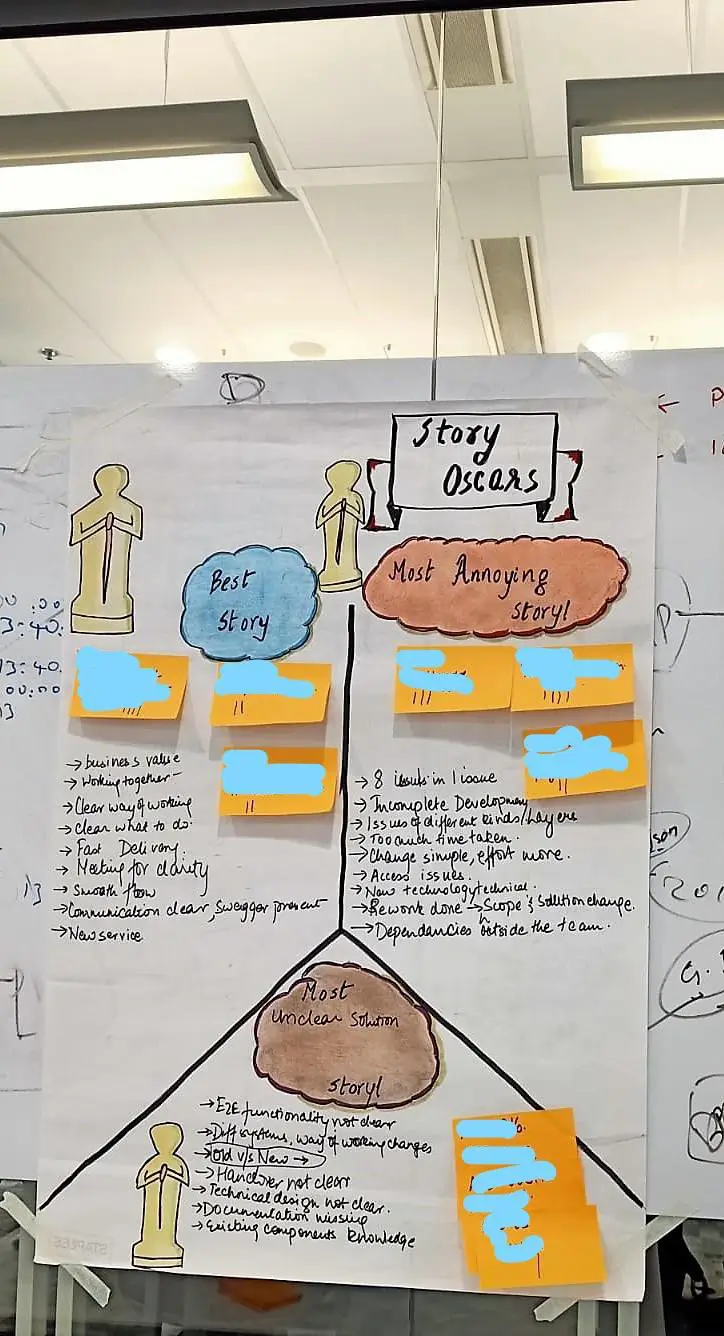 Story
Oscars
Best
Story
Most Annoying
Story!
→ business value
→ Working together
→ Clear way of working
→ Clear what to do.
→ Fast Delivery.
→ Meeting for clarity
→ Smooth flow
→ Communication clear, Swagger present
→ New service
→ 8 issues in 1 issue
→ Incomplete Development
→ Issues of different kinds/layers
→ Too much time taken.
→ Change simple, effort more.
→ Access issues.
→ New technology technical.
→ Rework done → Scope & Solution change.
→ Dependancies outside the team.
Most
Unclear Solution
Story!
→ E2E functionality not clear
→ Diff systems, way of working changes
→ Old v/s New →
→ Handover not clear
→ Technical design not clear.
→ Documentation missing
→ Existing Components knowledge